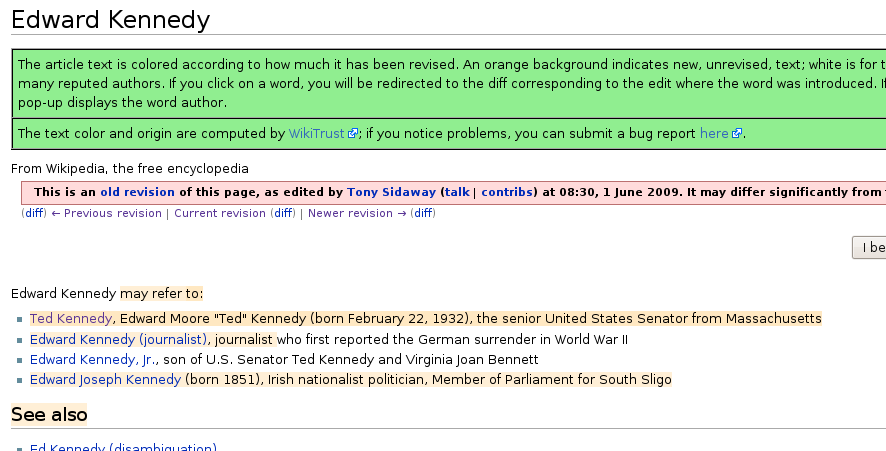 Edward Kennedy
The article text is colored according to how much it has been revised. An orange background indicates new, unrevised, text; white is for
many reputed authors. If you click on a word, you will be redirected to the diff corresponding to the edit where the word was introduced.
pop-up displays the word author.
The text color and origin are computed by WikiTrust; if you notice problems, you can submit a bug report here.
From Wikipedia, the free encyclopedia
This is an old revision of this page, as edited by Tony Sidaway (talk | contribs) at 08:30, 1 June 2009. It may differ significantly from
(diff) ← Previous revision | Current revision (diff) | Newer revision → (diff)
I be
Edward Kennedy may refer to:
Ted Kennedy, Edward Moore "Ted" Kennedy (born February 22, 1932), the senior United States Senator from Massachusetts
Edward Kennedy (journalist), journalist who first reported the German surrender in World War II
Edward Kennedy, Jr., son of U.S. Senator Ted Kennedy and Virginia Joan Bennett
Edward Joseph Kennedy (born 1851), Irish nationalist politician, Member of Parliament for South Sligo
See also
Ed Kennedy (disambiguation)